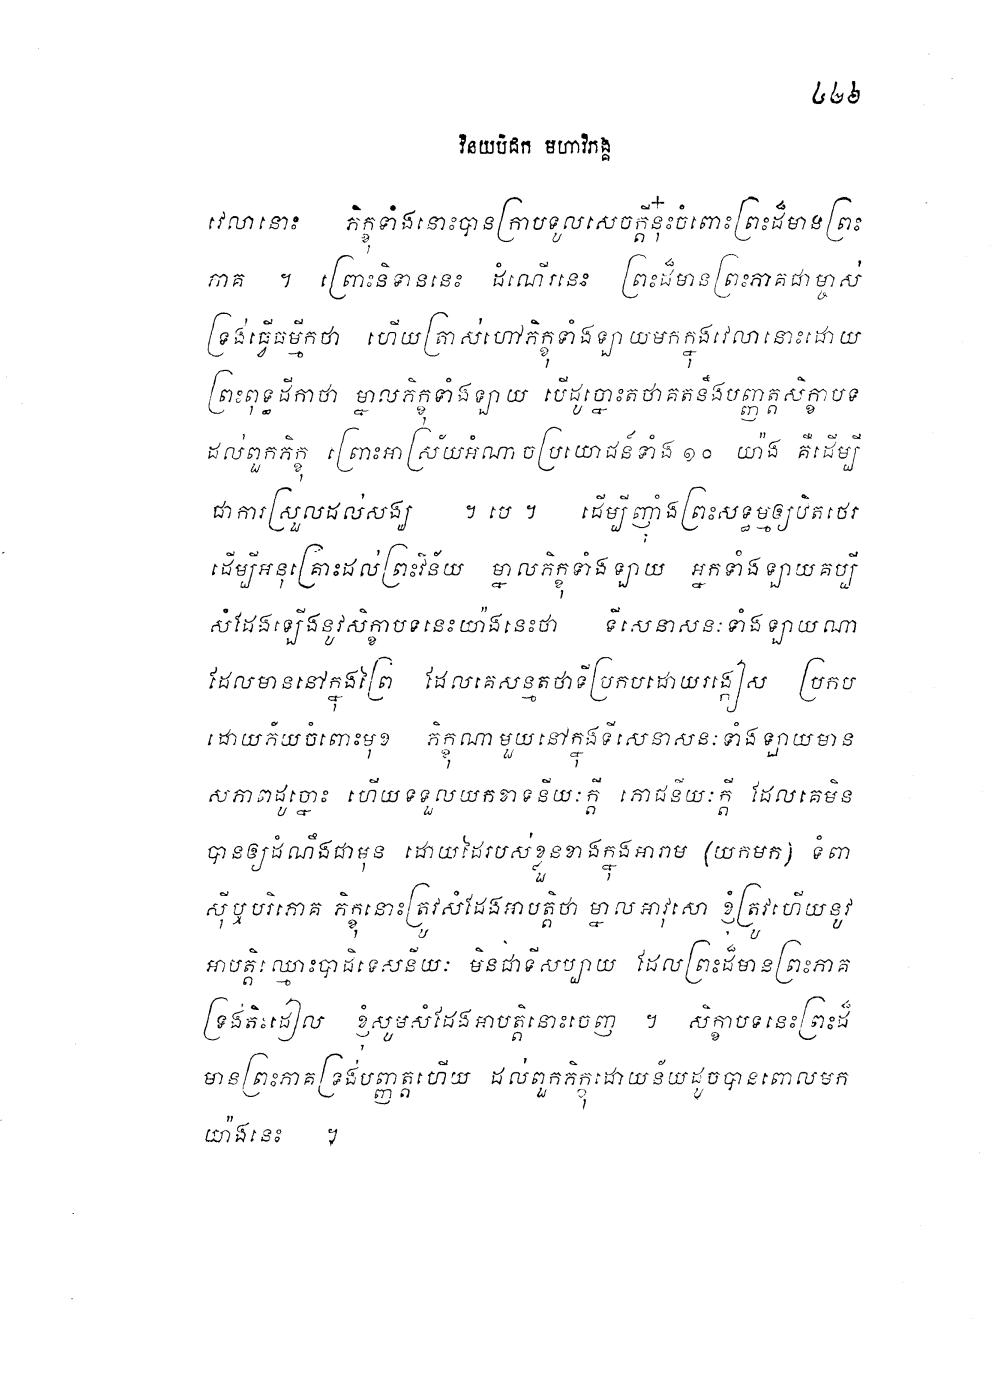 ៤២៦
វិនយបិដក មហាវិភង្គ
វេលានោះ ភិក្ខុទាំងនោះបានក្រាបទូលសេចក្តីនុ៎ះចំពោះព្រះដ៏មានព្រះ
ភាគ ។ ព្រោះនិទាននេះ ដំណើរនេះ ព្រះដ៏មានព្រះភាគជាម្ចាស់
ទ្រង់ធ្វើធម្មីកថា ហើយត្រាស់ហៅភិក្ខុទាំងឡាយមកក្នុងវេលានោះដោយ
ព្រះពុទ្ធដីកាថា ម្នាលភិក្ខុទាំងឡាយ បើដូច្នោះតថាគតនឹងបញ្ញាត្តសិក្ខាបទ
ដល់ពួកភិក្ខុ ព្រោះអាស្រ័យអំណាចប្រយោជន៍ទាំង ១០ យ៉ាង គឺដើម្បី
ជាការស្រួលដល់សង្ឃ ។ បេ ។ ដើម្បីញ៉ាំងព្រះសទ្ធម្មឲ្យឋិតថេរ
ដើម្បីអនុគ្រោះដល់ព្រះវិន័យ ម្នាលភិក្ខុទាំងឡាយ អ្នកទាំងឡាយគប្បី
សំដែងឡើងនូវសិក្ខាបទនេះយ៉ាងនេះថា ទីសេនាសនៈទាំងឡាយណា
ដែលមាននៅក្នុងព្រៃ ដែលគេសន្មតថាទីប្រកបដោយរង្កៀស ប្រកប
ដោយភ័យចំពោះមុខ ភិក្ខុណាមួយនៅក្នុងទីសេនាសនៈទាំងឡាយមាន
សភាពដូច្នោះ ហើយទទួលយកខាទនីយៈក្តី ភោជនីយៈក្តី ដែលគេមិន
បានឲ្យដំណឹងជាមុន ដោយដៃរបស់ខ្លួនខាងក្នុងអារាម (យកមក) ទំពា
ស៊ីឬបរិភោគ ភិក្ខុនោះត្រូវសំដែងអាបត្តិថា ម្នាលអាវុសោ ខ្ញុំត្រូវហើយនូវ
អាបត្តិឈ្មោះបាដិទេសនីយៈ មិនជាទីសប្បាយ ដែលព្រះដ៏មានព្រះភាគ
ទ្រង់តិះដៀល ខ្ញុំសូមសំដែងអាបត្តិនោះចេញ ។ សិក្ខាបទនេះព្រះដ៏
មានព្រះភាគទ្រង់បញ្ញាត្តហើយ ដល់ពួកភិក្ខុដោយន័យដូចបានពោលមក
យ៉ាងនេះ ។